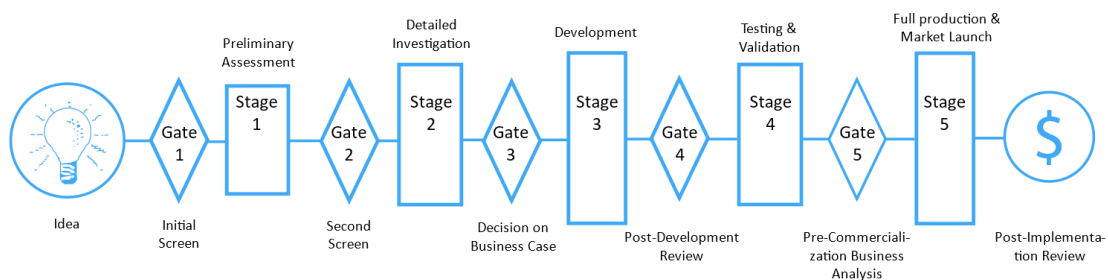 Idea
Gate
1
Initial
Screen
Preliminary
Assessment
Stage
1
Gate
2
Second
Screen
Detailed
Investigation
Stage
2
Gate
3
Decision on
Business Case
Development
Stage
3
Gate
4
Post-Development
Review
Testing &
Validation
Stage
4
Gate
5
Pre-Commerciali-
zation Business
Analysis
Full production &
Market Launch
Stage
5
$
Post-Implementa-
tion Review